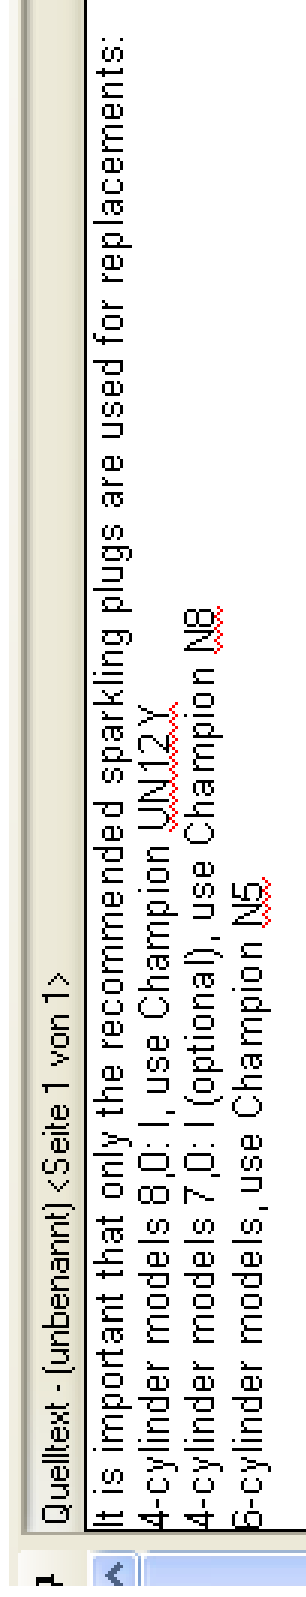 Quelltext - (unbenannt) <Seite 1 von 1>
It is important that only the recommended sparkling plugs are used for replacements:
4-cylinder models 8,0: l, use Champion UN12Y
4-cylinder models 7,0: l (optional), use Champion N8
6-cylinder models, use Champion N5